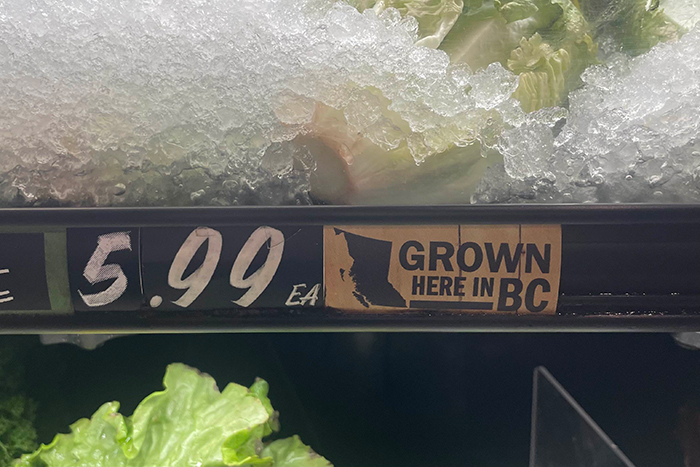 5.99 EA
GROWN
HERE IN BC